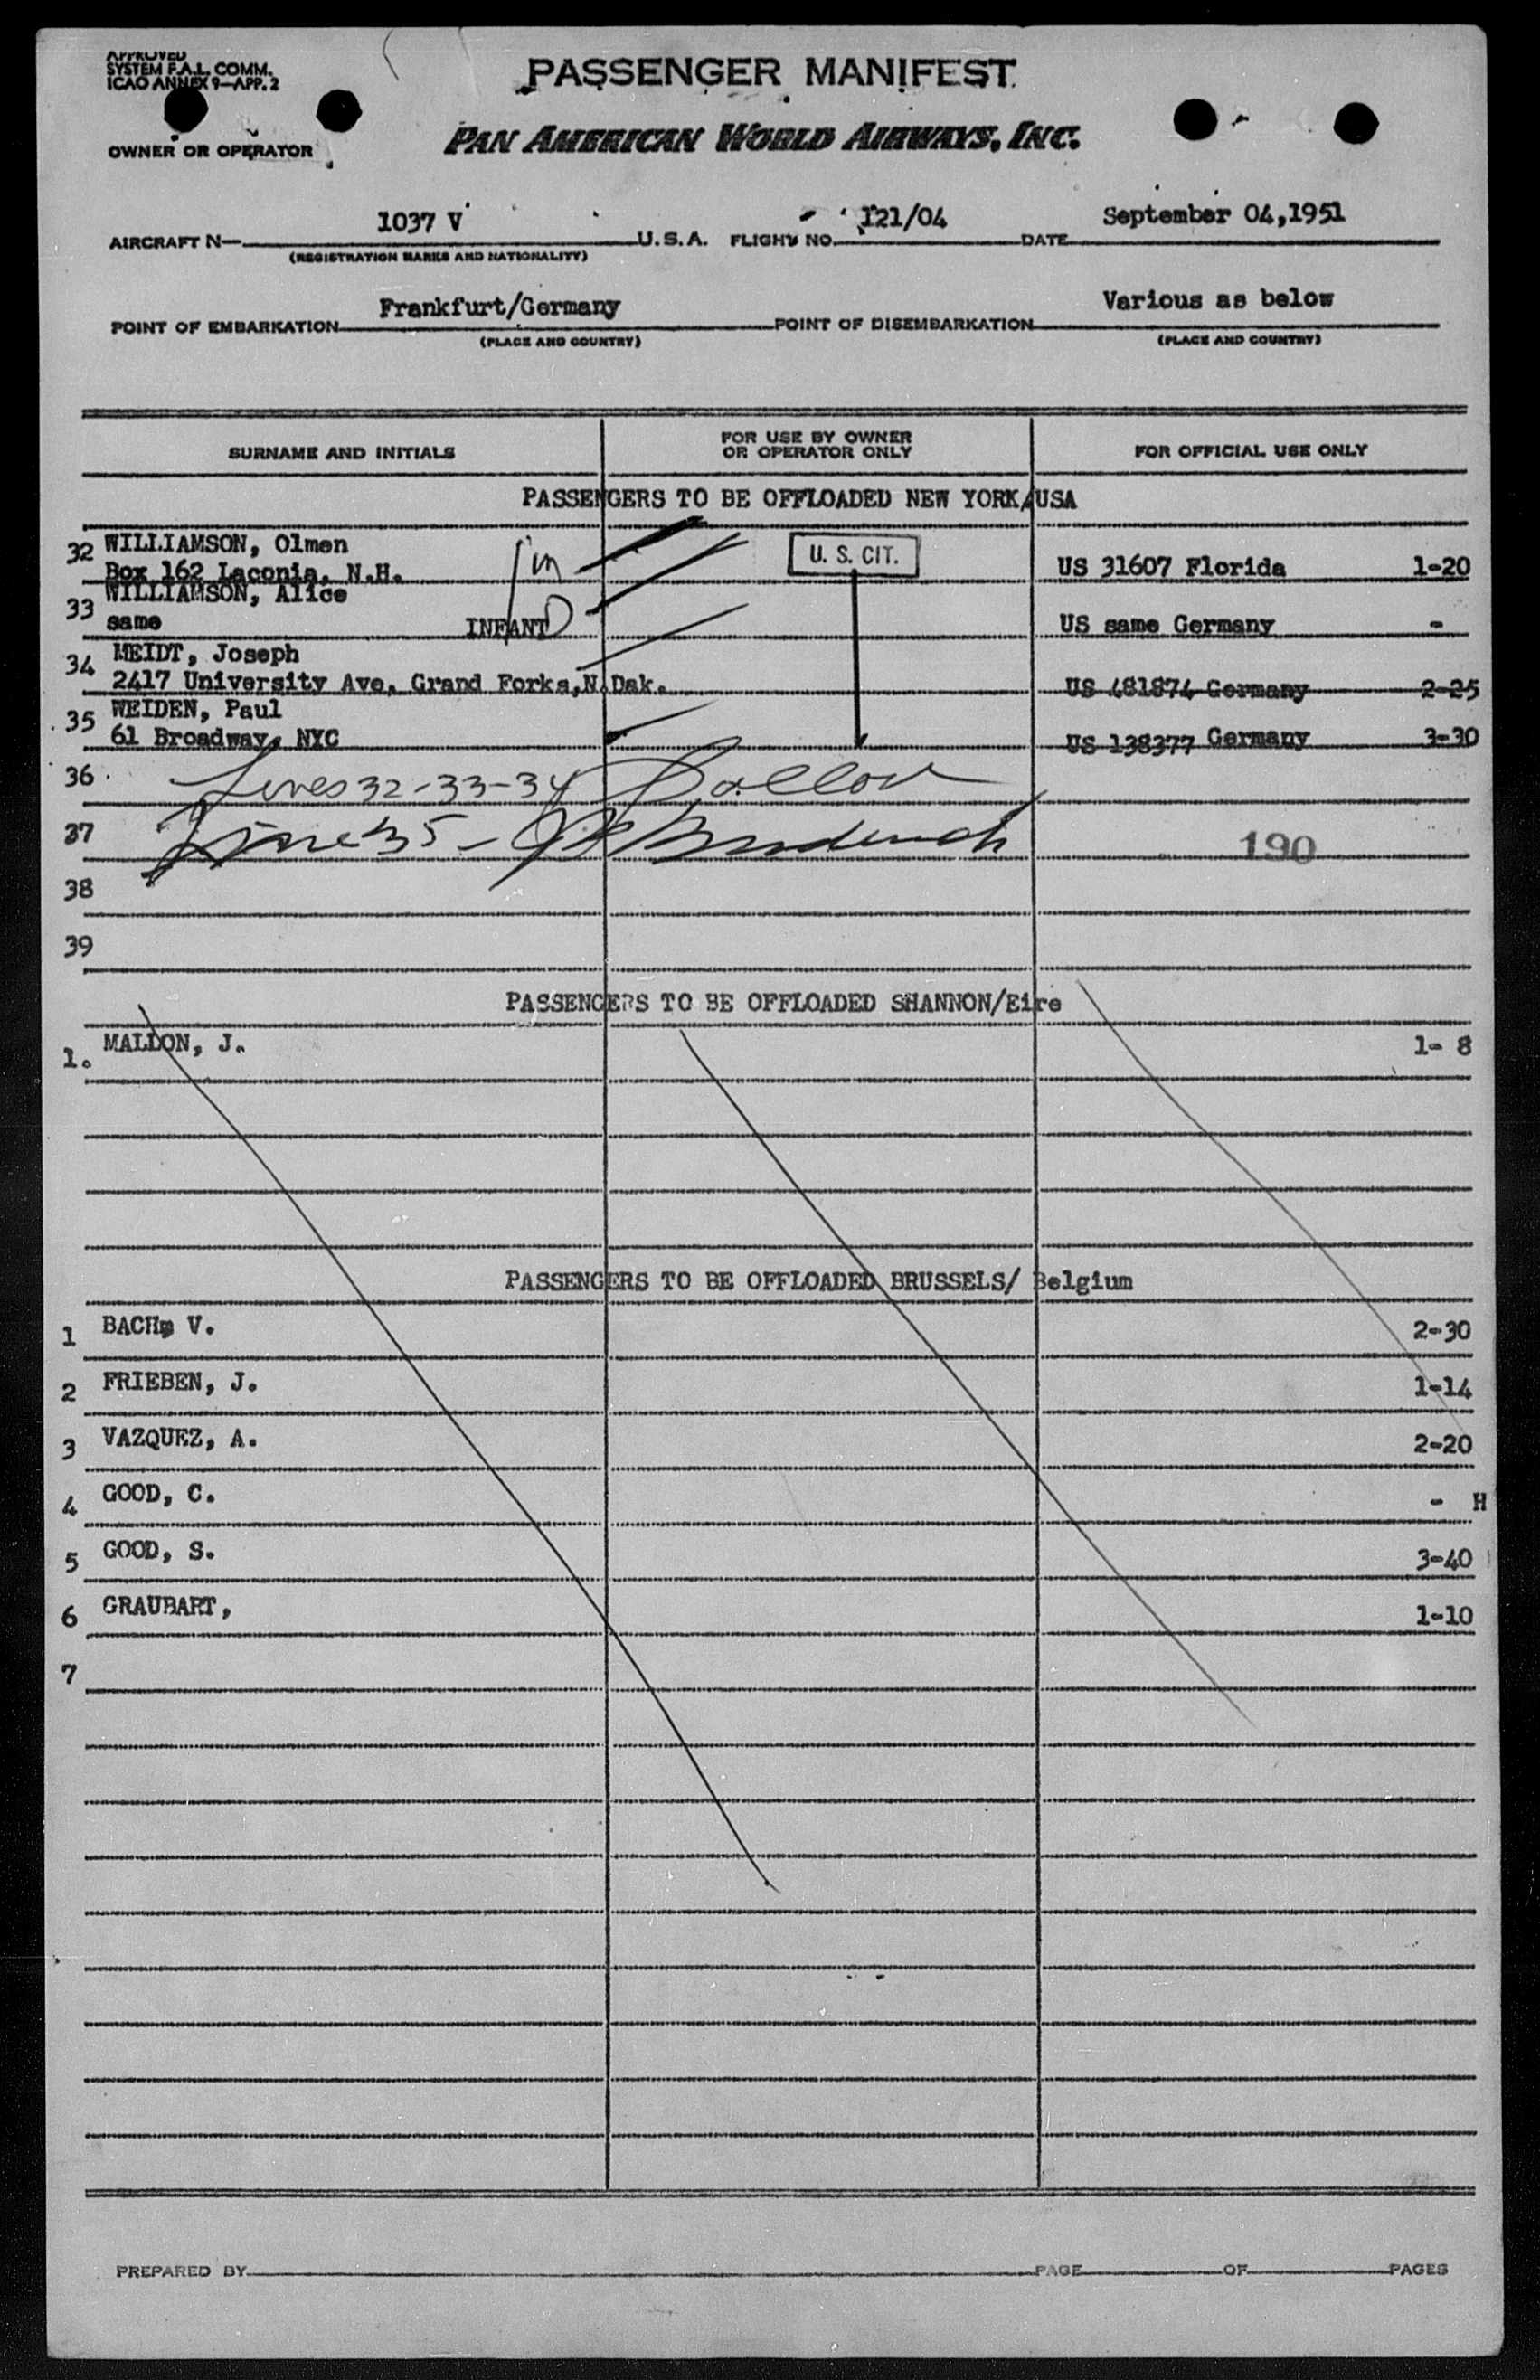 APPROVED
SYSTEM F.A.L. COMM.
ICAO ANNEX 9—APP. 2
PASSENGER MANIFEST
OWNER OR OPERATOR
PAN AMERICAN WORLD AIRWAYS, INC.
AIRCRAFT N— 1037 V U.S.A. FLIGHT NO. 121/04 DATE September 04,1951
(REGISTRATION MARKS AND NATIONALITY)
POINT OF EMBARKATION Frankfurt/Germany POINT OF DISEMBARKATION Various as below
(PLACE AND COUNTRY) (PLACE AND COUNTRY)
SURNAME AND INITIALS FOR USE BY OWNER OR OPERATOR ONLY FOR OFFICIAL USE ONLY
PASSENGERS TO BE OFFLOADED NEW YORK/USA
32 WILLIAMSON, Olmen U. S. CIT.
Box 162 Laconia, N.H. US 31607 Florida 1-20
33 WILLIAMSON, Alice
same INFANT US same Germany -
34 MEIDT, Joseph
2417 University Ave. Grand Forks,N.Dak. US 481874 Germany 2-25
35 WEIDEN, Paul
61 Broadway, NYC US 138377 Germany 3-30
36 Lines 32-33-34
37 Line 35 - 190
38
39
PASSENGERS TO BE OFFLOADED SHANNON/Eire
1. MALLON, J. 1- 8
PASSENGERS TO BE OFFLOADED BRUSSELS/ Belgium
1 BACH, V. 2-30
2 FRIEBEN, J. 1-14
3 VAZQUEZ, A. 2-20
4 GOOD, C. - H
5 GOOD, S. 3-40
6 GRAUBART, 1-10
7
PREPARED BY PAGE OF PAGES